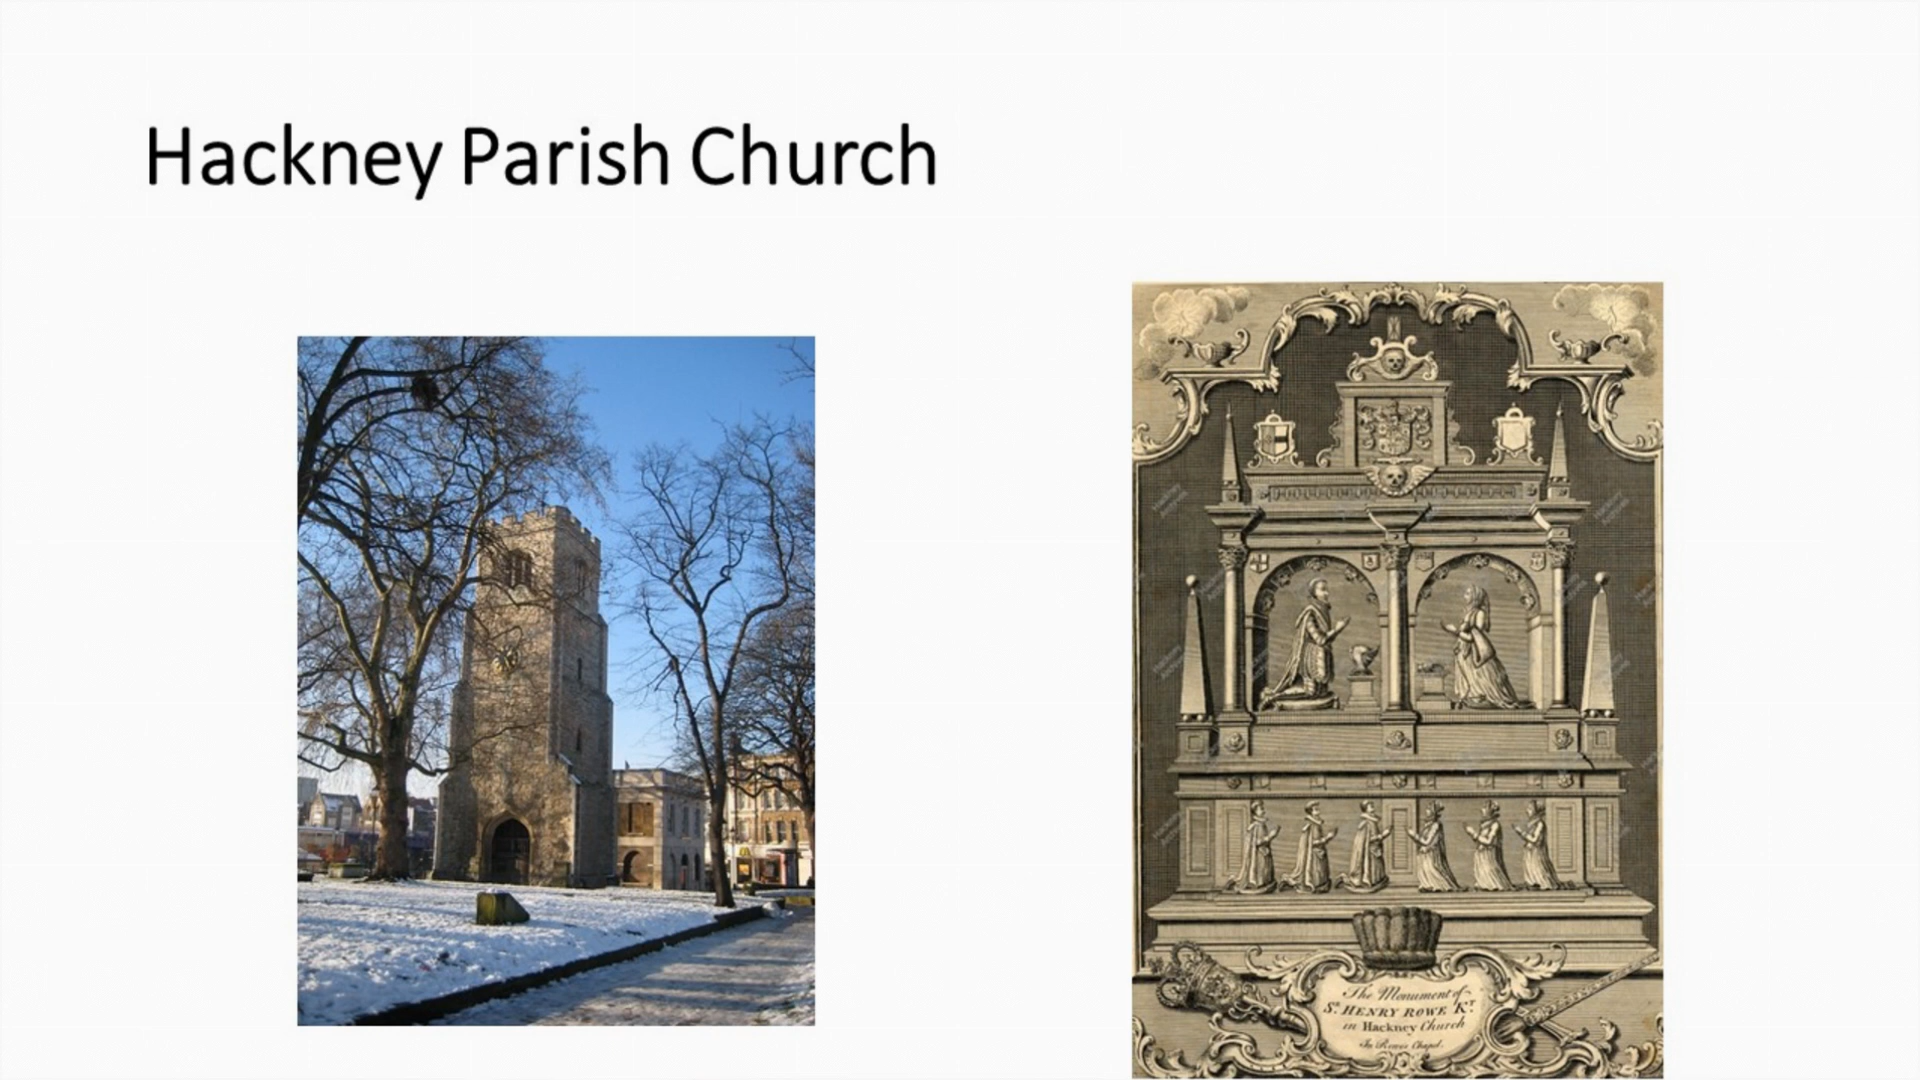 Hackney Parish Church
The Monument of
Sr. HENRY ROWE Kt.
in Hackney Church
In Rowes Chapel.